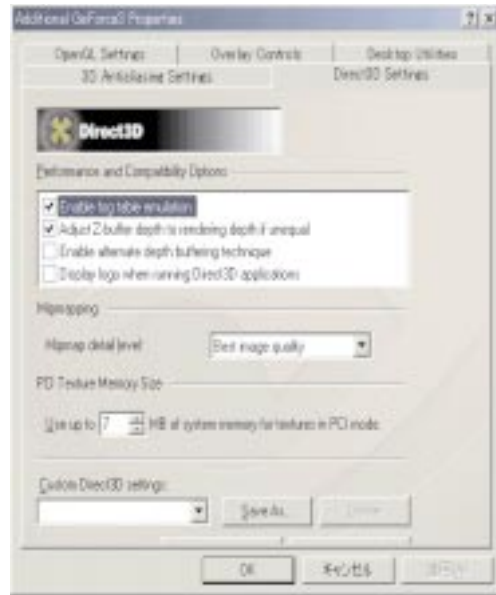 Additional GeForce3 Properties
OpenGL Settings
Overlay Controls
Desktop Utilities
3D Antialiasing Settings
Direct3D Settings
Direct3D
Performance and Compatibility Options
Enable fog table emulation
Adjust Z-buffer depth to rendering depth if unequal
Enable alternate depth buffering technique
Display logo when running Direct3D applications
Mipmapping
Mipmap detail level:
Best image quality
PCI Texture Memory Size
Use up to 7 MB of system memory for textures in PCI mode.
Custom Direct3D settings:
Save As...
OK
キャンセル